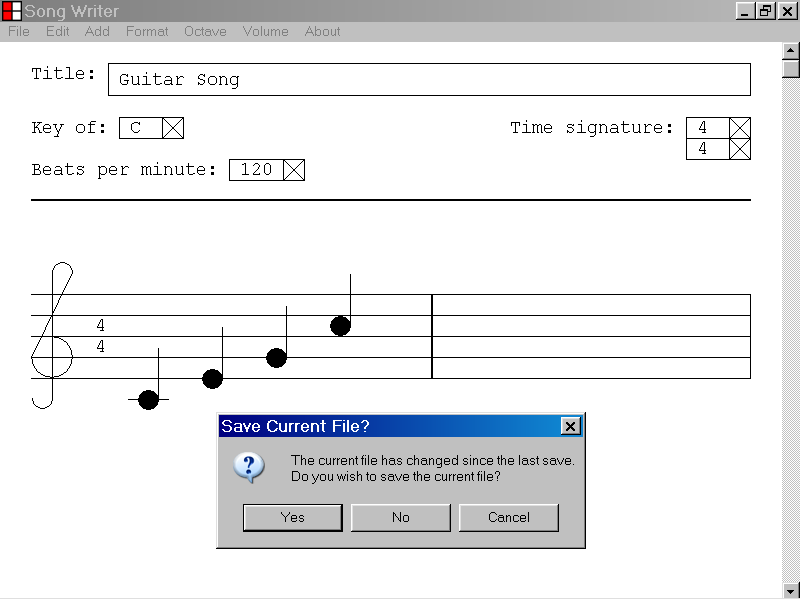 Song Writer
File Edit Add Format Octave Volume About
Title: Guitar Song
Key of: C
Time signature: 4
4
Beats per minute: 120
4
4
Save Current File?
The current file has changed since the last save.
Do you wish to save the current file?
Yes No Cancel